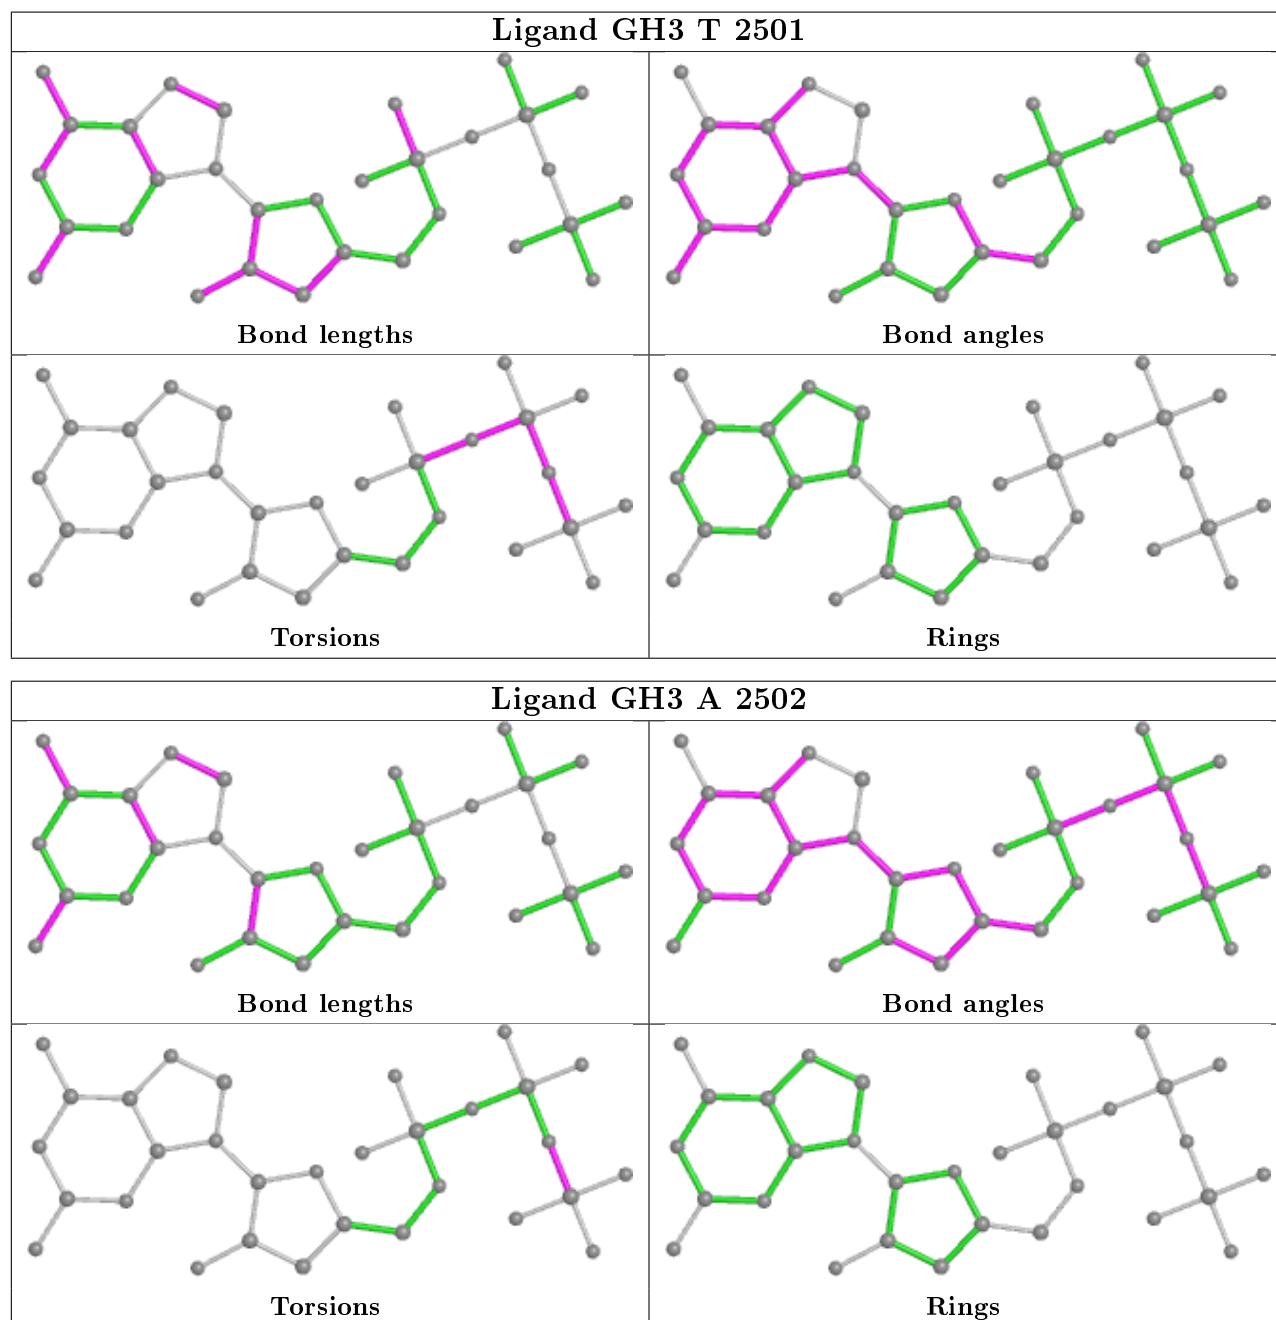 Ligand GH3 T 2501
Bond lengths
Bond angles
Torsions
Rings
Ligand GH3 A 2502
Bond lengths
Bond angles
Torsions
Rings